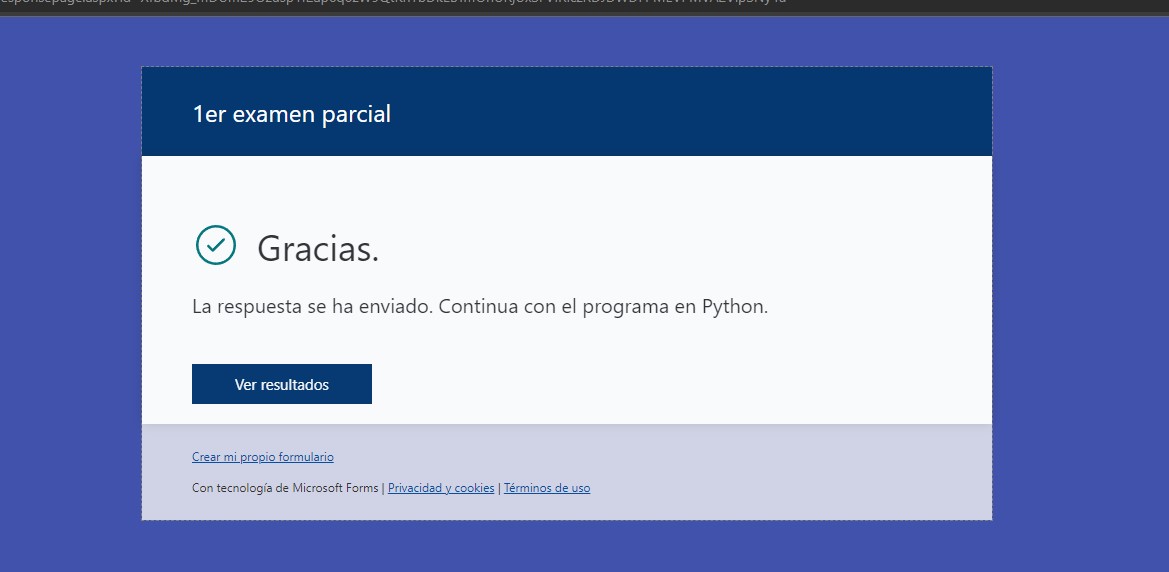 1er examen parcial
Gracias.
La respuesta se ha enviado. Continua con el programa en Python.
Ver resultados
Crear mi propio formulario
Con tecnología de Microsoft Forms | Privacidad y cookies | Términos de uso